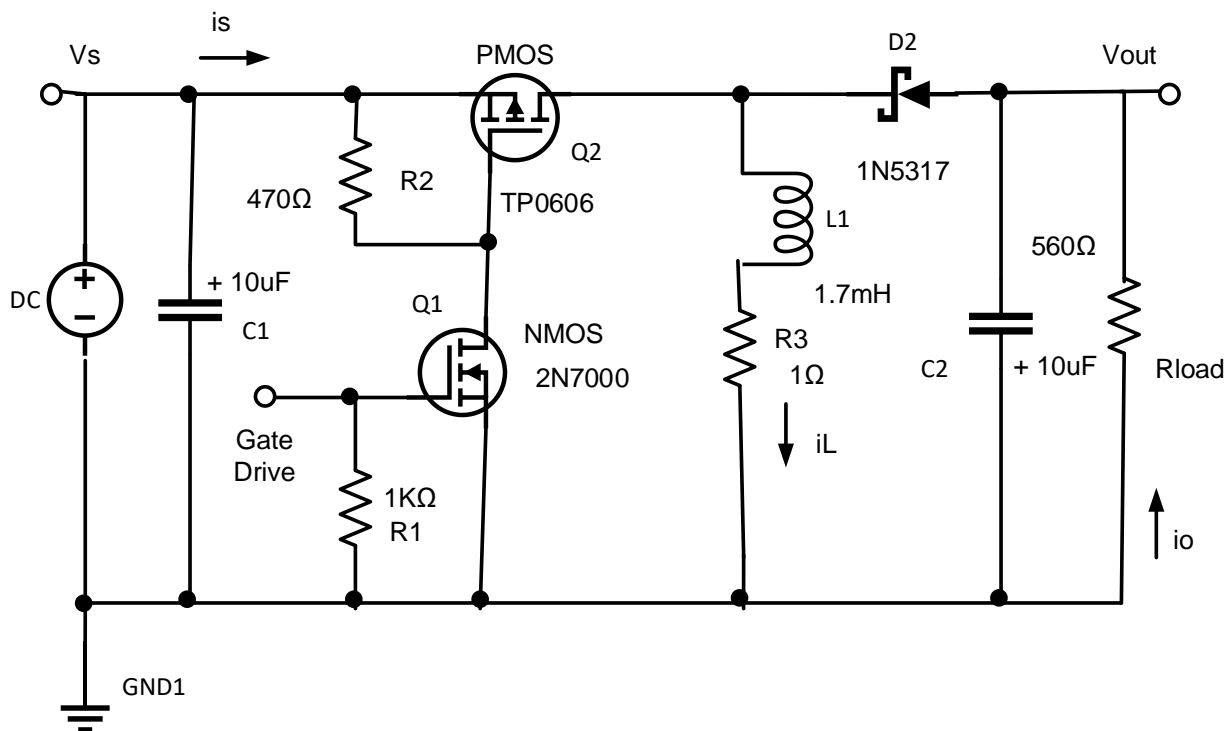 is
Vs
PMOS
D2
Vout
Q2
R2
470Ω
TP0606
1N5317
L1
560Ω
+ 10uF
DC
C1
Q1
1.7mH
NMOS
2N7000
R3
1Ω
C2
+ 10uF
Rload
Gate
Drive
iL
1KΩ
R1
io
GND1